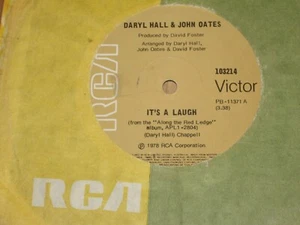 DARYL HALL & JOHN OATES
Produced by David Foster
Arranged by Daryl Hall,
John Oates & David Foster
103214
RCA
Victor
PB-11371 A
(3:38)
IT'S A LAUGH
(from the "Along the Red Ledge"
Album, APL1-2804)
(Daryl Hall) Chappell
℗ 1978 RCA Corporation.
RCA